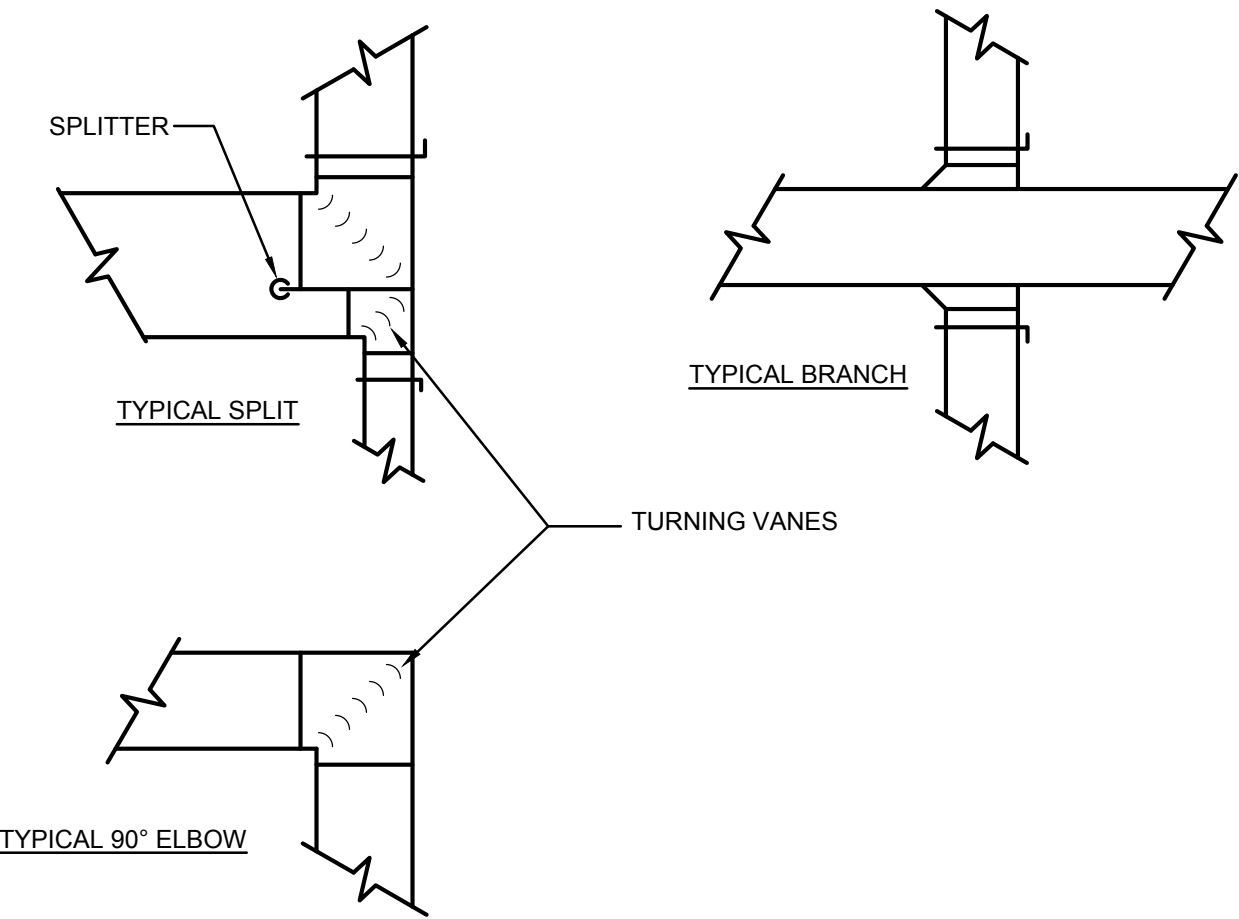 SPLITTER
TYPICAL SPLIT
TYPICAL BRANCH
TURNING VANES
TYPICAL 90° ELBOW